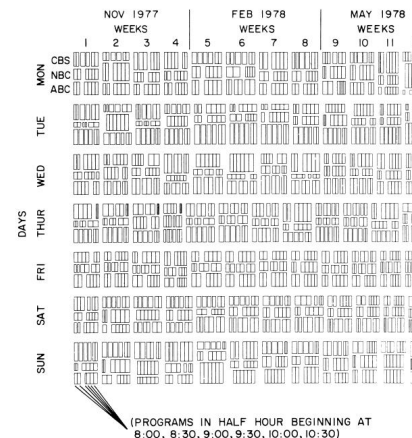 NOV 1977 FEB 1978 MAY 1978
WEEKS WEEKS WEEKS
1 2 3 4 5 6 7 8 9 10 11
MON
CBS
NBC
ABC
TUE
WED
DAYS
THUR
FRI
SAT
SUN
(PROGRAMS IN HALF HOUR BEGINNING AT
8:00, 8:30, 9:00, 9:30, 10:00, 10:30)